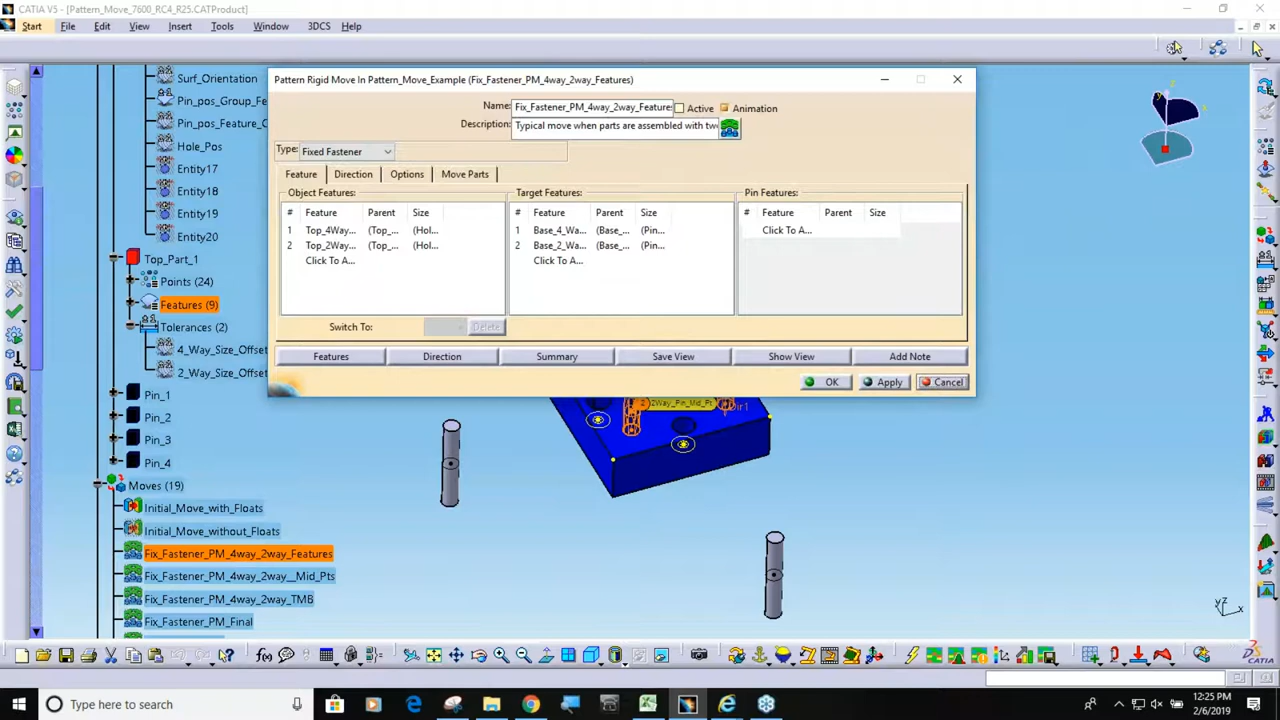 CATIA V5 - [Pattern_Move_7600_RC4_R25.CATProduct]
Start File Edit View Insert Tools Window 3DCS Help
Surf_Orientation
Pin_pos_Group_Fe
Pin_pos_Feature_C
Hole_Pos
Entity17
Entity18
Entity19
Entity20
Top_Part_1
Points (24)
Features (9)
Tolerances (2)
4_Way_Size_Offset
2_Way_Size_Offset
Pin_1
Pin_2
Pin_3
Pin_4
Moves (19)
Initial_Move_with_Floats
Initial_Move_without_Floats
Fix_Fastener_PM_4way_2way_Features
Fix_Fastener_PM_4way_2way__Mid_Pts
Fix_Fastener_PM_4way_2way_TMB
Fix_Fastener_PM_Final
Pattern Rigid Move In Pattern_Move_Example (Fix_Fastener_PM_4way_2way_Features)
Name: Fix_Fastener_PM_4way_2way_Features Active Animation
Description: Typical move when parts are assembled with two
Type: Fixed Fastener
Feature Direction Options Move Parts
Object Features: Target Features: Pin Features:
# Feature Parent Size # Feature Parent Size # Feature Parent Size
1 Top_4Way... (Top_... (Hol... 1 Base_4_Wa... (Base_... (Pin... Click To A...
2 Top_2Way... (Top_... (Hol... 2 Base_2_Wa... (Base_... (Pin...
Click To A... Click To A...
Switch To: Delete
Features Direction Summary Save View Show View Add Note
OK Apply Cancel
2Way_Pin_Mid_Pt
Dir1
z
y
x
CATIA
Type here to search
12:25 PM
2/6/2019